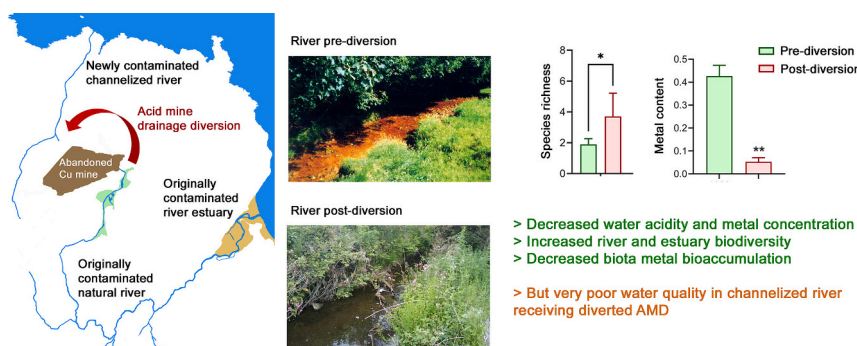 Newly contaminated
channelized river
Acid mine
drainage diversion
Abandoned
Cu mine
Originally
contaminated
river estuary
Originally
contaminated
natural river
River pre-diversion
River post-diversion
Species richness
8
6
4
2
0
*
Metal content
0.5
0.4
0.3
0.2
0.1
0.0
**
Pre-diversion
Post-diversion
> Decreased water acidity and metal concentration
> Increased river and estuary biodiversity
> Decreased biota metal bioaccumulation
> But very poor water quality in channelized river
receiving diverted AMD